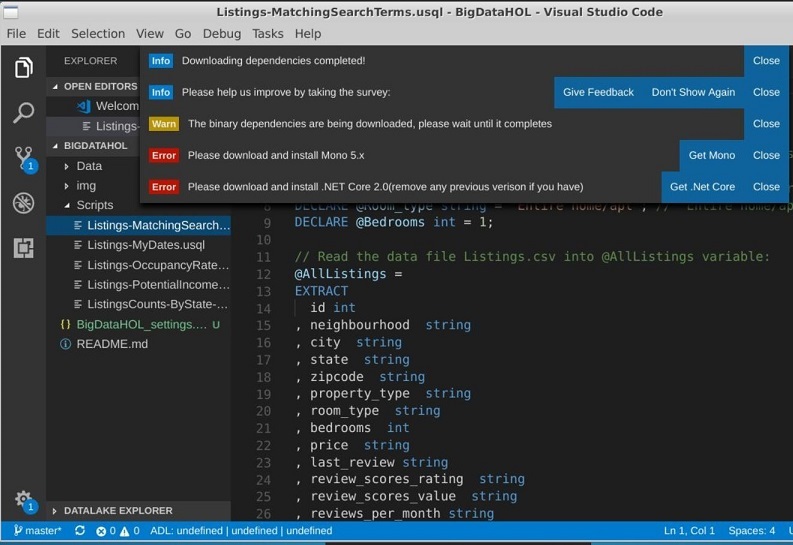 Listings-MatchingSearchTerms.usql - BigDataHOL - Visual Studio Code
File Edit Selection View Go Debug Tasks Help
EXPLORER
OPEN EDITORS
Welcom
Listings-
BIGDATAHOL
Data
img
Scripts
Listings-MatchingSearch...
Listings-MyDates.usql
Listings-OccupancyRate...
Listings-PotentialIncome...
ListingsCounts-ByState-...
{} BigDataHOL_settings.... U
README.md
DATALAKE EXPLORER
1
1
Info Downloading dependencies completed! Close
Info Please help us improve by taking the survey: Give Feedback Don't Show Again Close
Warn The binary dependencies are being downloaded, please wait until it completes Close
Error Please download and install Mono 5.x Get Mono Close
Error Please download and install .NET Core 2.0(remove any previous verison if you have) Get .Net Core Close
8 DECLARE @Room_type string = "Entire home/apt"; // "Entire home/ap
9 DECLARE @Bedrooms int = 1;
10
11 // Read the data file Listings.csv into @AllListings variable:
12 @AllListings =
13 EXTRACT
14 id int
15 , neighbourhood string
16 , city string
17 , state string
18 , zipcode string
19 , property_type string
20 , room_type string
21 , bedrooms int
22 , price string
23 , last_review string
24 , review_scores_rating string
25 , review_scores_value string
26 , reviews_per_month string
master* 0 0 ADL: undefined | undefined | undefined Ln 1, Col 1 Spaces: 4